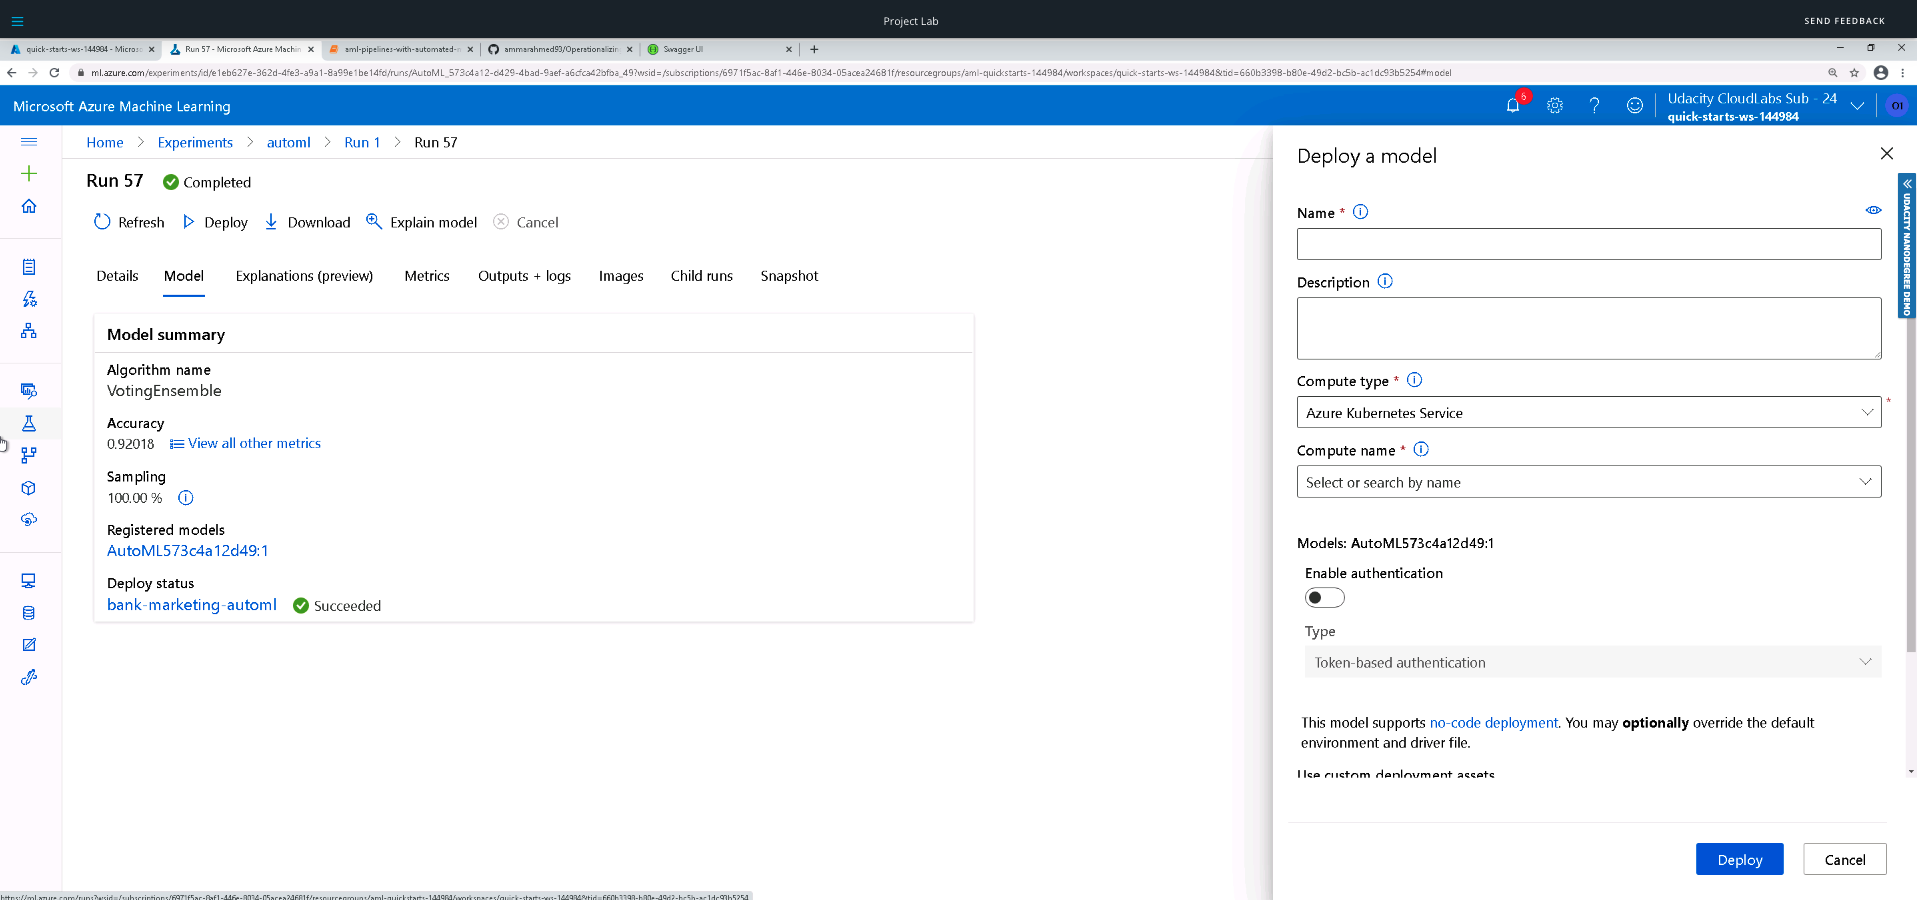 Project Lab
SEND FEEDBACK
quick-starts-ws-144984 - Microso
Run 57 - Microsoft Azure Machin
aml-pipelines-with-automated-m
ammarahmed93/Operationalizin
Swagger UI
ml.azure.com/experiments/id/e1eb627e-362d-4fe3-a9a1-8a99e1be14fd/runs/AutoML_573c4a12-d429-4bad-9aef-a6cfca42bfba_49?wsid=/subscriptions/6971f5ac-8af1-446e-8034-05acea24681f/resourcegroups/aml-quickstarts-144984/workspaces/quick-starts-ws-144984&tid=660b3398-b80e-49d2-bc5b-ac1dc93b5254#model
Microsoft Azure Machine Learning
6
Udacity CloudLabs Sub - 24
quick-starts-ws-144984
OI
Home > Experiments > automl > Run 1 > Run 57
Run 57
Completed
Refresh
Deploy
Download
Explain model
Cancel
Details
Model
Explanations (preview)
Metrics
Outputs + logs
Images
Child runs
Snapshot
Model summary
Algorithm name
VotingEnsemble
Accuracy
0.92018
View all other metrics
Sampling
100.00 %
Registered models
AutoML573c4a12d49:1
Deploy status
bank-marketing-automl
Succeeded
Deploy a model
Name *
Description
Compute type *
Azure Kubernetes Service
*
Compute name *
Select or search by name
Models: AutoML573c4a12d49:1
Enable authentication
Type
Token-based authentication
This model supports no-code deployment. You may optionally override the default
environment and driver file.
Use custom deployment assets
Deploy
Cancel
UDACITY NANODEGREE DEMO
https://ml.azure.com/runs?wsid=/subscriptions/6971f5ac-8af1-446e-8034-05acea24681f/resourcegroups/aml-quickstarts-144984/workspaces/quick-starts-ws-144984&tid=660b3398-b80e-49d2-bc5b-ac1dc93b5254